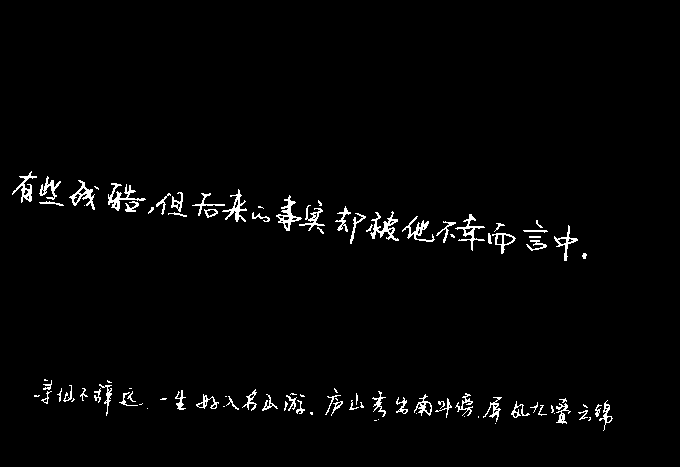 有些残酷,但后来的事实却被他不幸而言中.
寻仙不辞远.一生好入名山游.庐山秀出南斗傍.屏风九叠云锦